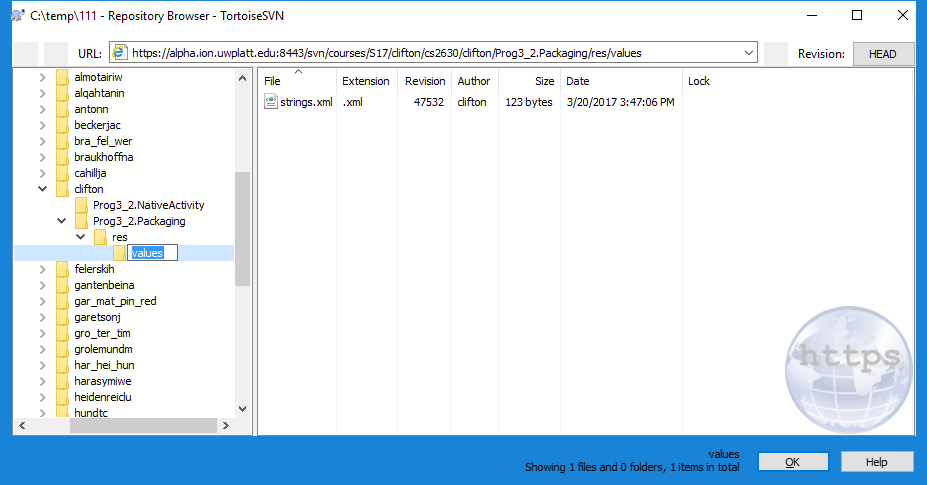 C:\temp\111 - Repository Browser - TortoiseSVN
URL: https://alpha.ion.uwplatt.edu:8443/svn/courses/S17/clifton/cs2630/clifton/Prog3_2.Packaging/res/values Revision: HEAD
File Extension Revision Author Size Date Lock
strings.xml .xml 47532 clifton 123 bytes 3/20/2017 3:47:06 PM
almotairiw
alqahtanin
antonn
beckerjac
bra_fel_wer
braukhoffna
cahillja
clifton
Prog3_2.NativeActivity
Prog3_2.Packaging
res
values
felerskih
gantenbeina
gar_mat_pin_red
garetsonj
gro_ter_tim
grolemundm
har_hei_hun
harasymiwe
heidenreiclu
hundtc
https
values
Showing 1 files and 0 folders, 1 items in total
OK Help